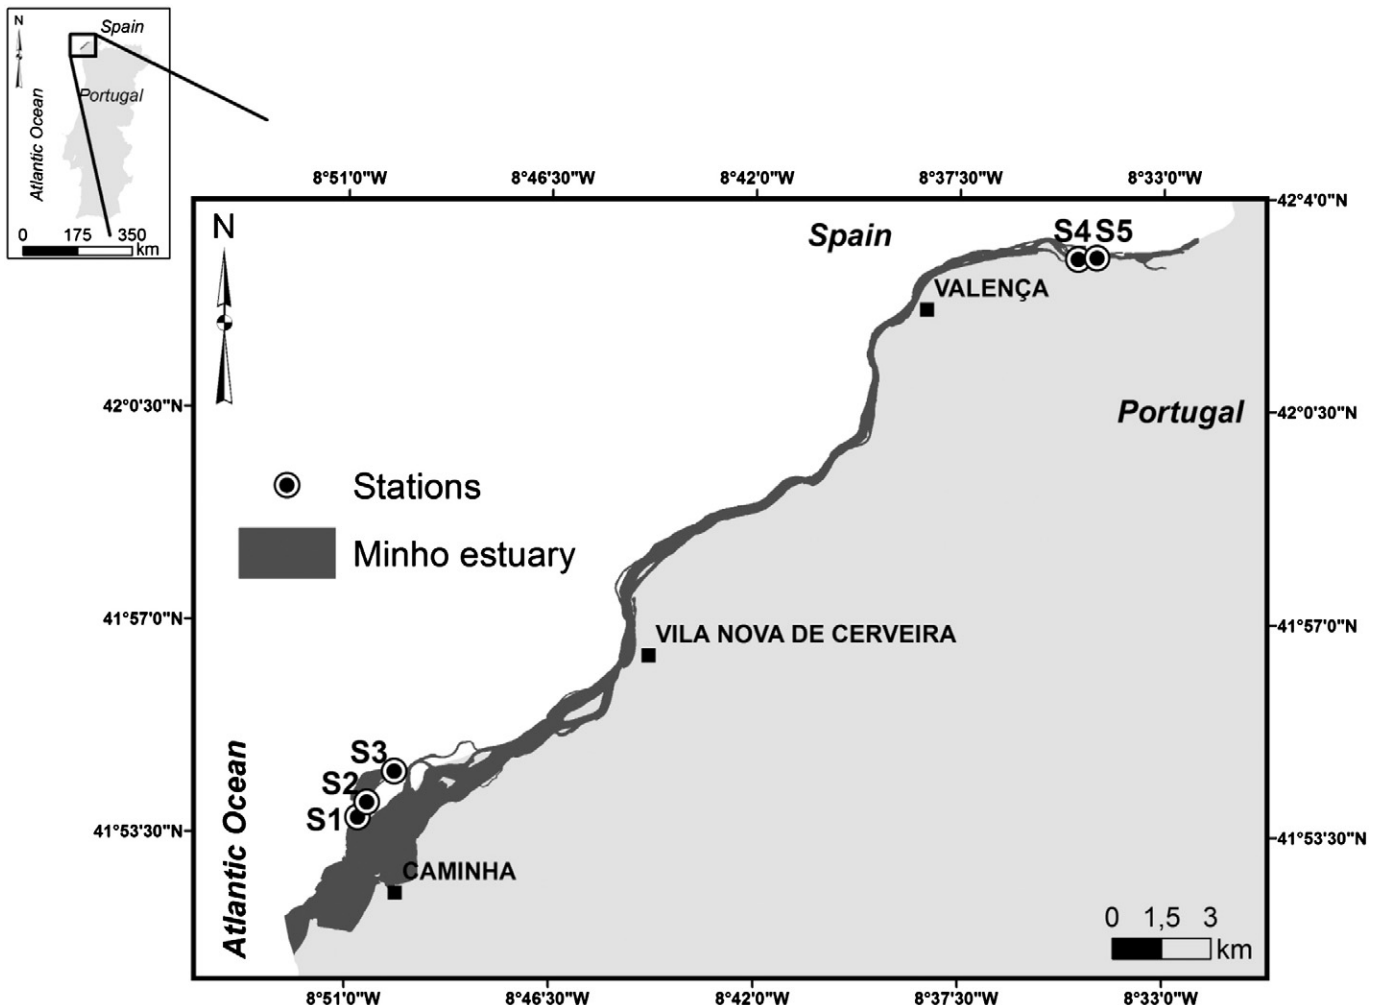 N
Spain
Portugal
Atlantic Ocean
0 175 350
km
8°51'0"W 8°46'30"W 8°42'0"W 8°37'30"W 8°33'0"W
42°4'0"N
N
Spain
S4 S5
VALENÇA
42°0'30"N
42°0'30"N
Portugal
Stations
Minho estuary
41°57'0"N
41°57'0"N
VILA NOVA DE CERVEIRA
S3
S2
S1
41°53'30"N
41°53'30"N
Atlantic Ocean
CAMINHA
0 1,5 3
km
8°51'0"W 8°46'30"W 8°42'0"W 8°37'30"W 8°33'0"W